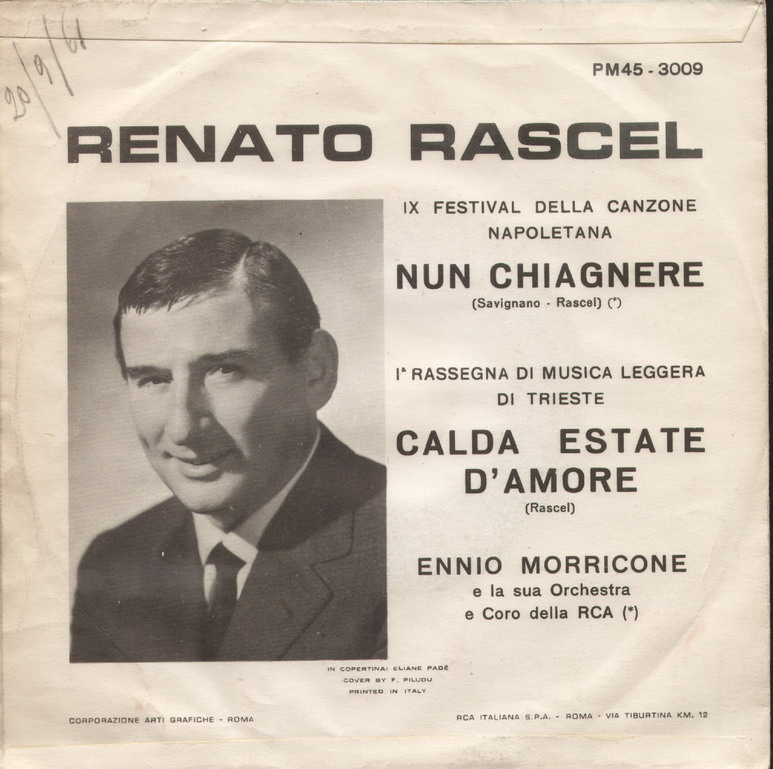 20/9/61
PM45 - 3009
RENATO RASCEL
IX FESTIVAL DELLA CANZONE
NAPOLETANA
NUN CHIAGNERE
(Savignano - Rascel) (*)
Iª RASSEGNA DI MUSICA LEGGERA
DI TRIESTE
CALDA ESTATE
D'AMORE
(Rascel)
ENNIO MORRICONE
e la sua Orchestra
e Coro della RCA (*)
IN COPERTINA: ELIANE PADÈ
COVER BY F. PILUDU
PRINTED IN ITALY
CORPORAZIONE ARTI GRAFICHE - ROMA
RCA ITALIANA S.P.A. - ROMA - VIA TIBURTINA KM. 12